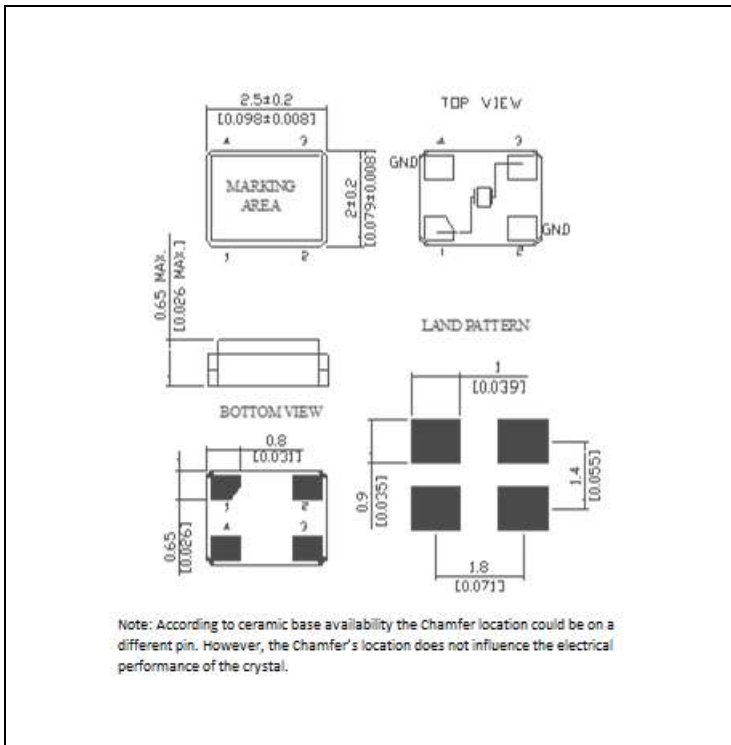 2.5±0.2
[0.098±0.008]
4 3
MARKING
AREA
1 2
2±0.2
[0.079±0.008]
TOP VIEW
4 3
GND
GND
1 2
0.65 MAX.
[0.026 MAX.]
LAND PATTERN
1
[0.039]
0.9
[0.035]
1.4
[0.055]
1.8
[0.071]
BOTTOM VIEW
0.8
[0.031]
1 2
4 3
0.65
[0.026]
Note: According to ceramic base availability the Chamfer location could be on a
different pin. However, the Chamfer's location does not influence the electrical
performance of the crystal.